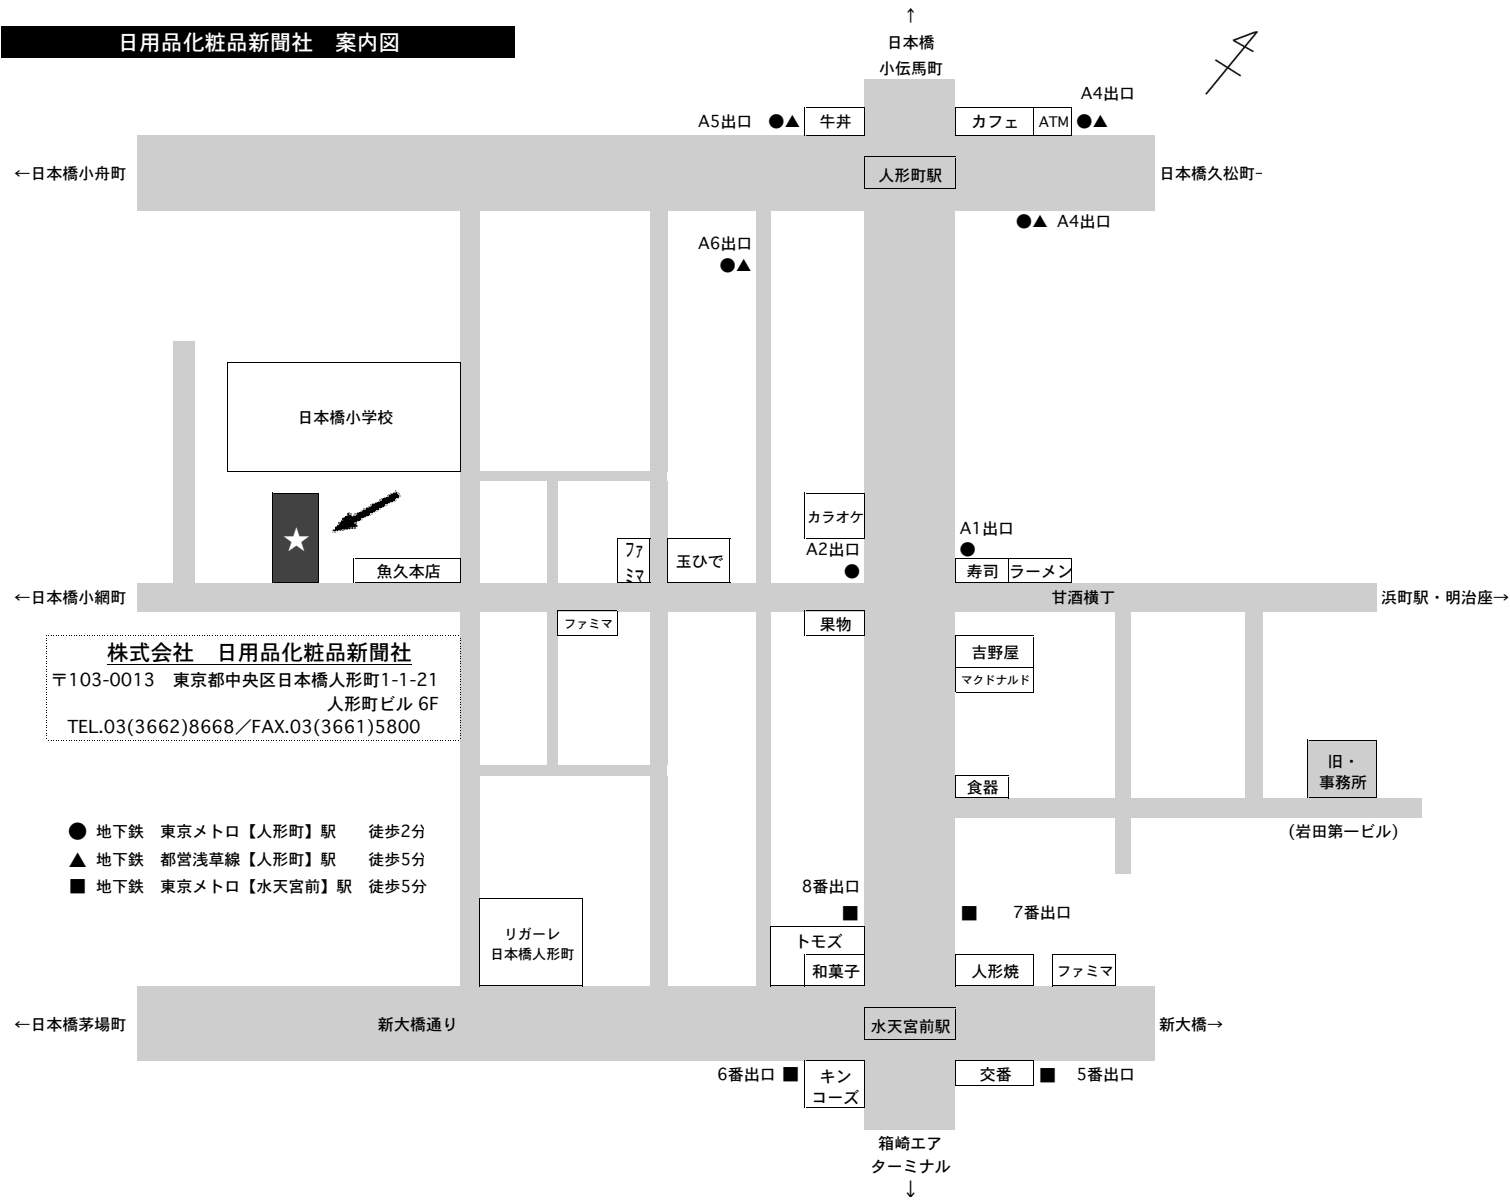 日用品化粧品新聞社　案内図
↑
日本橋
小伝馬町
A4出口
A5出口 ●▲
牛丼
カフェ
ATM
●▲
←日本橋小舟町
人形町駅
日本橋久松町-
●▲ A4出口
A6出口
●▲
日本橋小学校
★
魚久本店
ファ
ミマ
玉ひで
カラオケ
A2出口
●
A1出口
●
寿司
ラーメン
←日本橋小網町
甘酒横丁
浜町駅・明治座→
ファミマ
果物
吉野屋
マクドナルド
株式会社　日用品化粧品新聞社
〒103-0013　東京都中央区日本橋人形町1-1-21
人形町ビル 6F
TEL.03(3662)8668／FAX.03(3661)5800
旧・
事務所
食器
(岩田第一ビル)
● 地下鉄　東京メトロ【人形町】駅　　徒歩2分
▲ 地下鉄　都営浅草線【人形町】駅　　徒歩5分
■ 地下鉄　東京メトロ【水天宮前】駅　徒歩5分
8番出口
■
■ 7番出口
リガーレ
日本橋人形町
トモズ
和菓子
人形焼
ファミマ
←日本橋茅場町
新大橋通り
水天宮前駅
新大橋→
6番出口 ■
キン
コーズ
交番
■ 5番出口
箱崎エア
ターミナル
↓